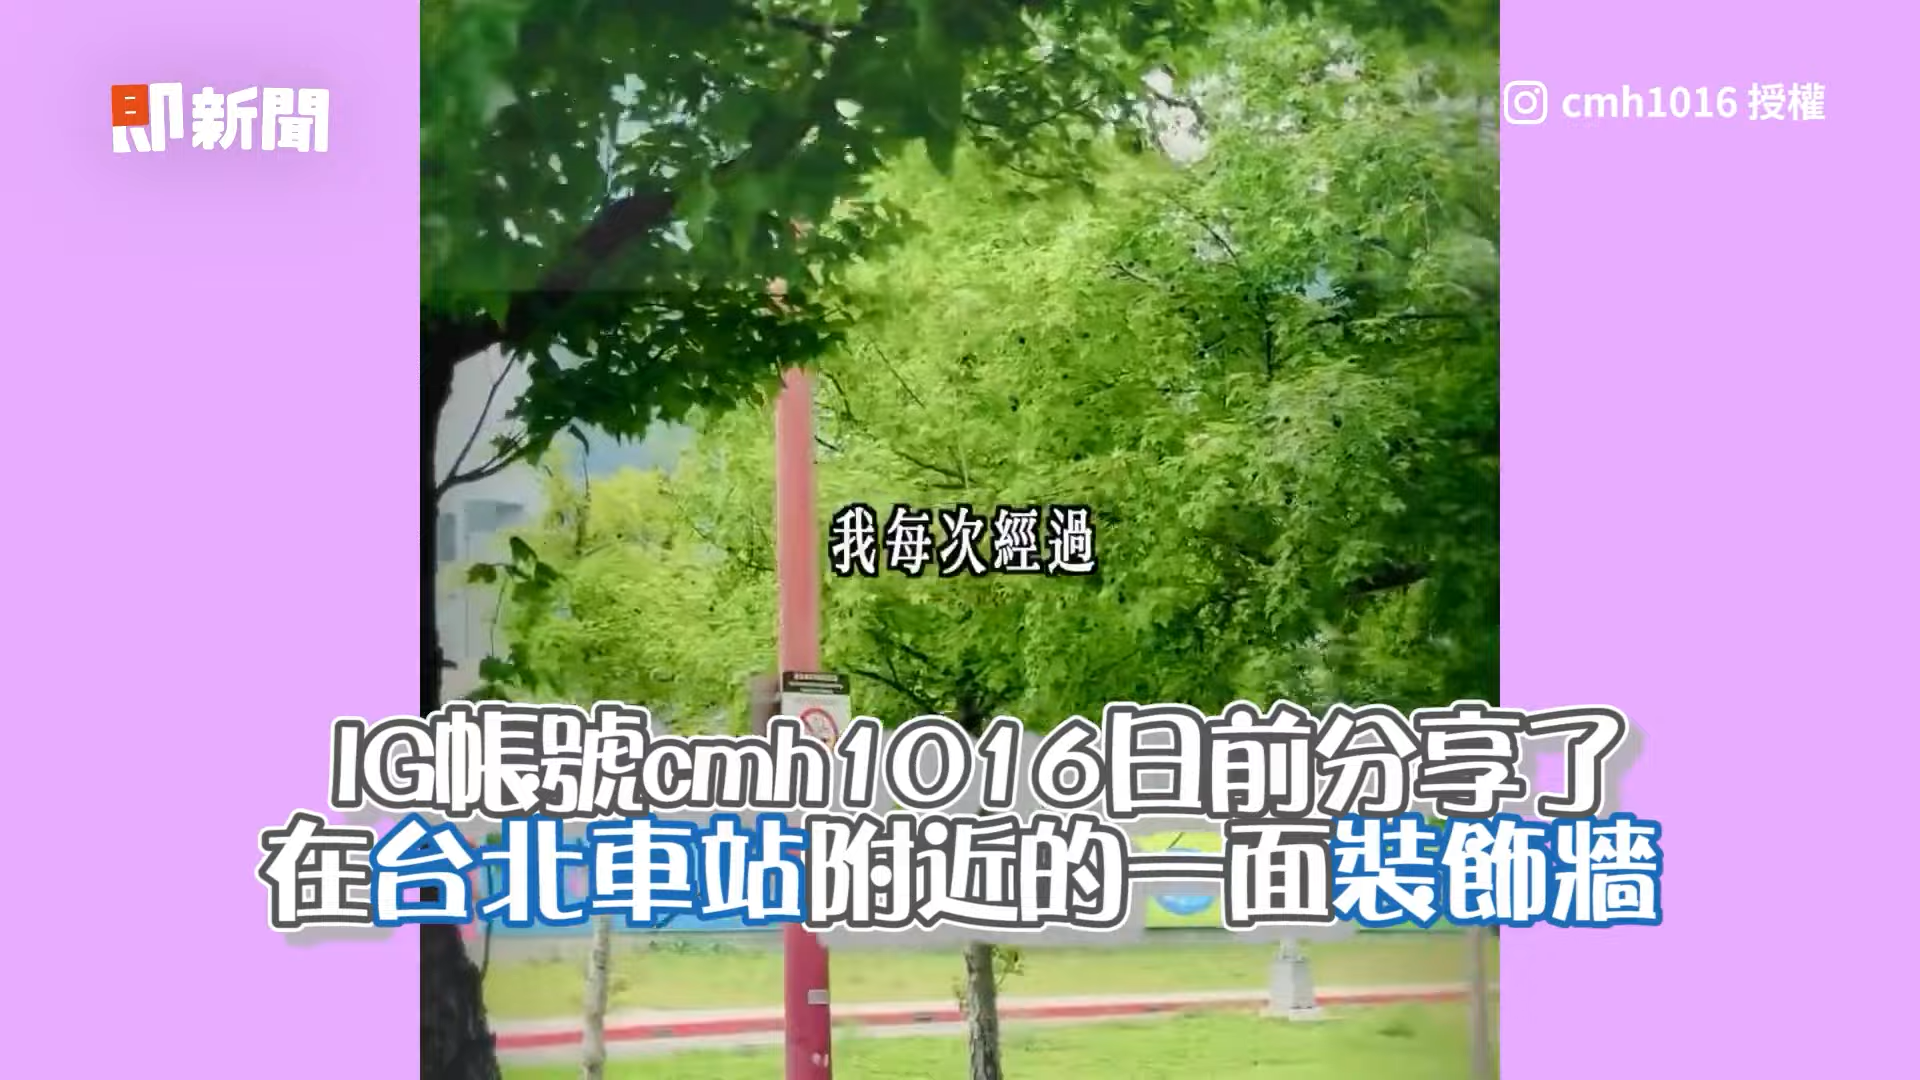 即新聞
cmh1016 授權
我每次經過
IG帳號cmh1016日前分享了
在台北車站附近的一面裝飾牆